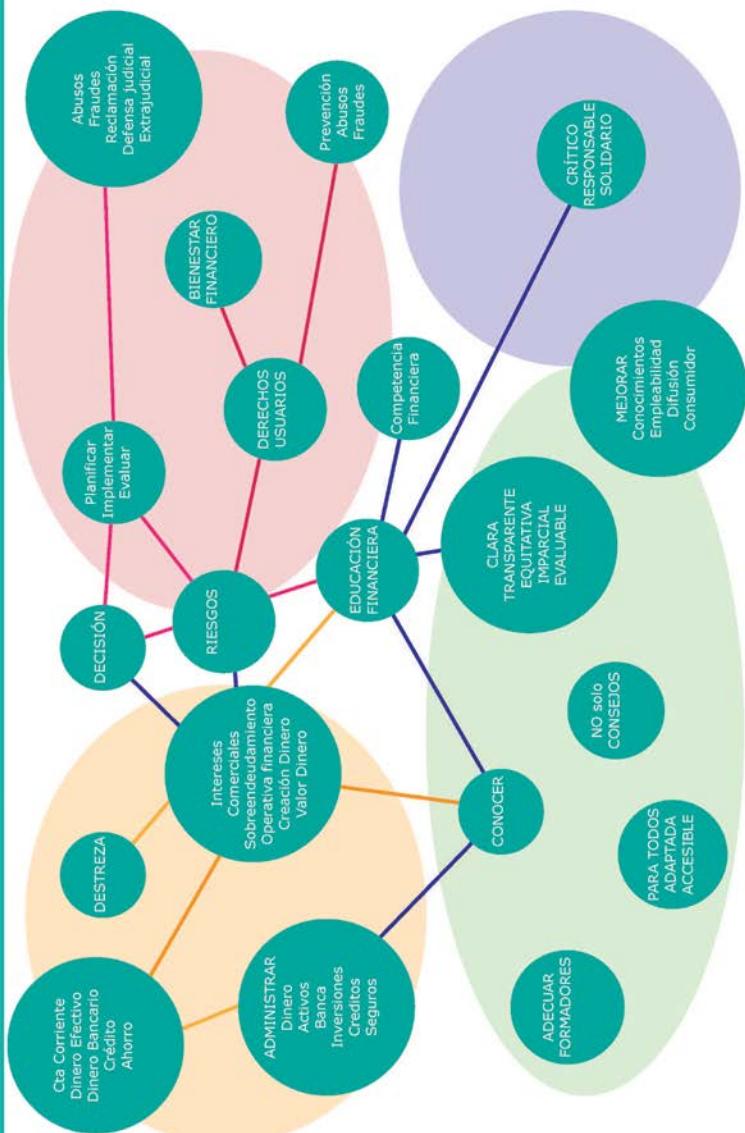 Cta Corriente
Dinero Efectivo
Dinero Bancario
Crédito
Ahorro
DESTREZA
DECISIÓN
Planificar
Implementar
Evaluar
Abusos
Fraudes
Reclamación
Defensa judicial
Extrajudicial
BIENESTAR
FINANCIERO
RIESGOS
Intereses
Comerciales
Sobreendeudamiento
Operativa financiera
Creación Dinero
Valor Dinero
DERECHOS
USUARIOS
Prevención
Abusos
Fraudes
ADMINISTRAR
Dinero
Activos
Banca
Inversiones
Creditos
Seguros
EDUCACIÓN
FINANCIERA
Competencia
Financiera
CONOCER
CLARA
TRANSPARENTE
EQUITATIVA
IMPARCIAL
EVALUABLE
CRÍTICO
RESPONSABLE
SOLIDARIO
ADECUAR
FORMADORES
NO solo
CONSEJOS
MEJORAR
Conocimientos
Empleabilidad
Difusión
Consumidor
PARA TODOS
ADAPTADA
ACCESIBLE